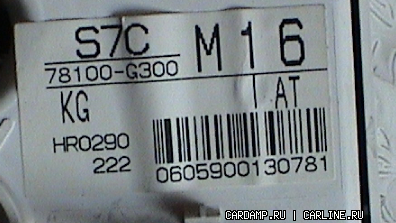 S7C M16
78100-G300
KG AT
HR0290
222
0605900130781
CARDAMP.RU | CARLINE.RU